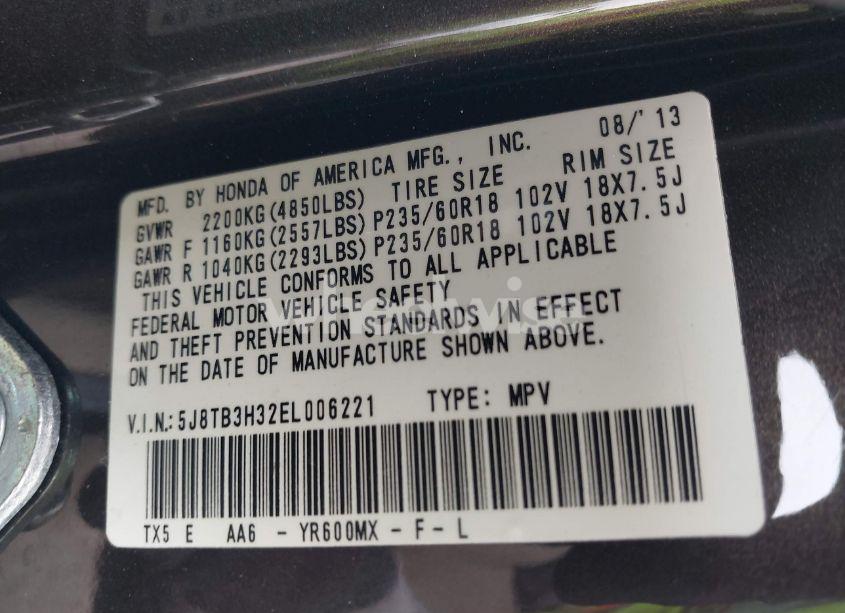 MFD. BY HONDA OF AMERICA MFG., INC. 08/'13
GVWR 2200KG(4850LBS) TIRE SIZE RIM SIZE
GAWR F 1160KG(2557LBS) P235/60R18 102V 18X7.5J
GAWR R 1040KG(2293LBS) P235/60R18 102V 18X7.5J
THIS VEHICLE CONFORMS TO ALL APPLICABLE
FEDERAL MOTOR VEHICLE SAFETY
AND THEFT PREVENTION STANDARDS IN EFFECT
ON THE DATE OF MANUFACTURE SHOWN ABOVE.
V.I.N.: 5J8TB3H32EL006221 TYPE: MPV
TX5 E AA6 - YR600MX - F - L